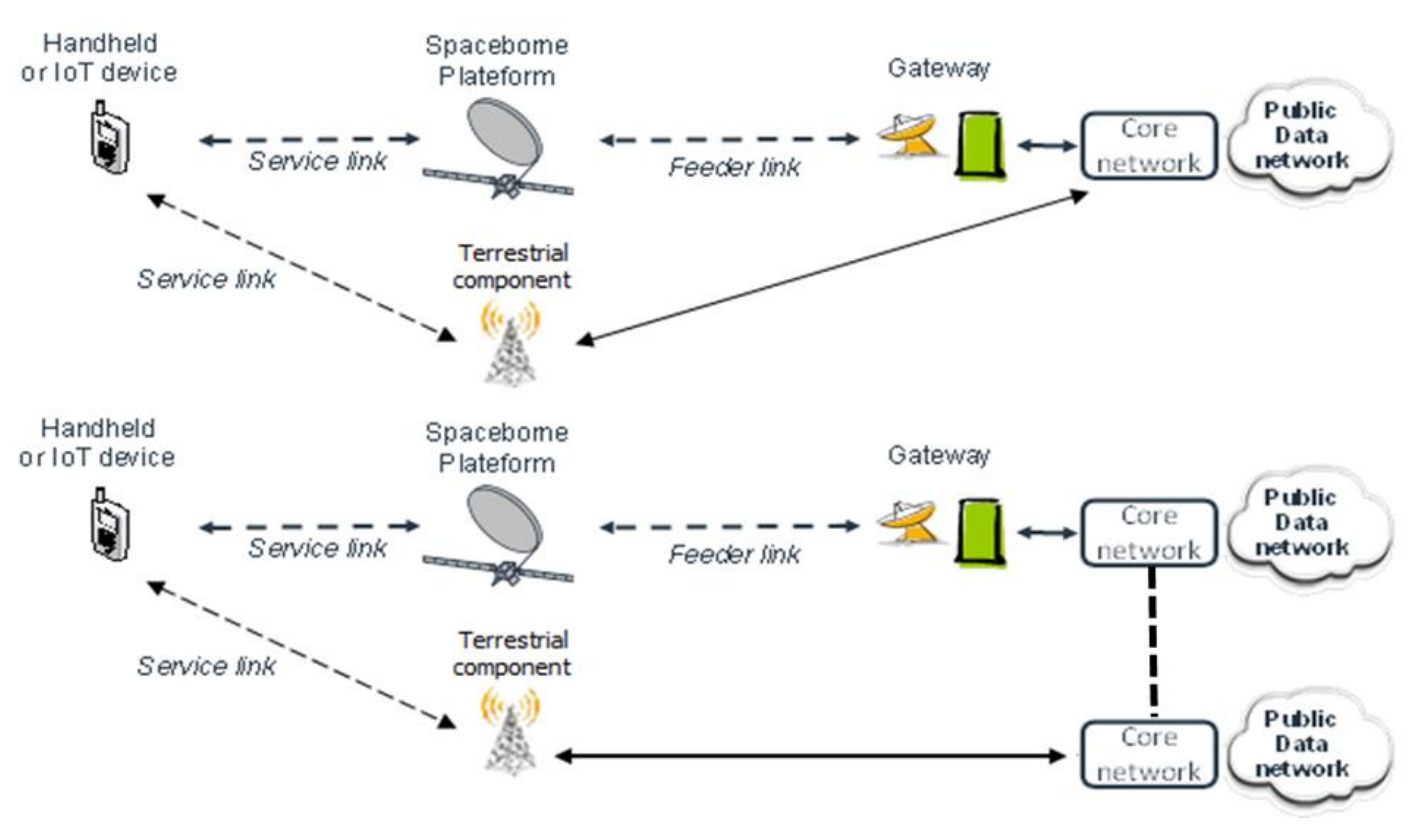 Handheld
or IoT device
Spaceborne
Plateform
Gateway
Core
network
Public
Data
network
Service link
Feeder link
Service link
Terrestrial
component
Handheld
or IoT device
Spaceborne
Plateform
Gateway
Core
network
Public
Data
network
Service link
Feeder link
Service link
Terrestrial
component
Core
network
Public
Data
network